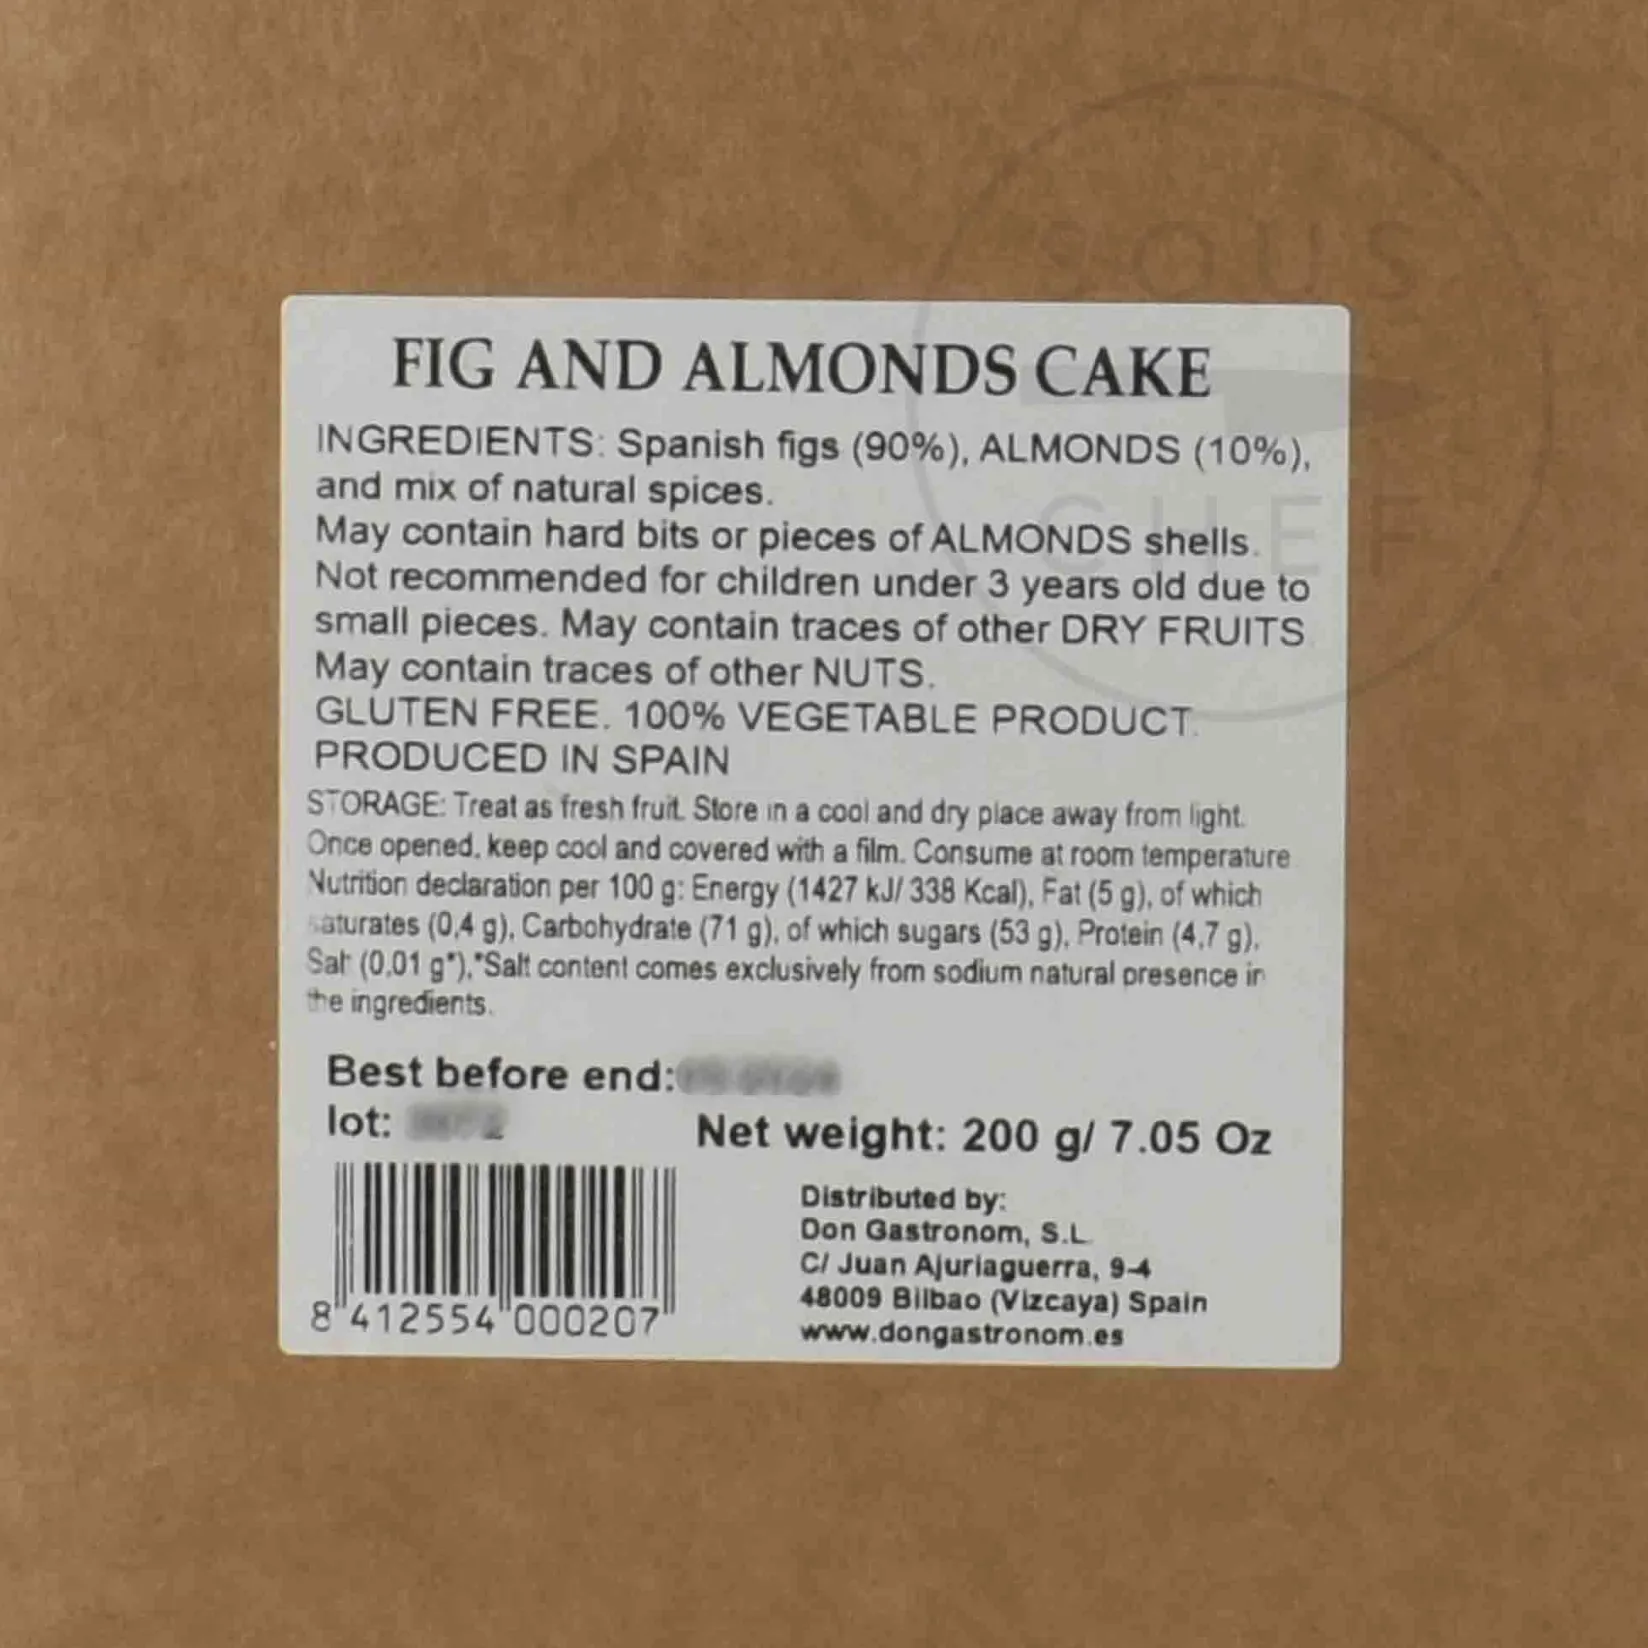 SOUS
CHEF
FIG AND ALMONDS CAKE
INGREDIENTS: Spanish figs (90%), ALMONDS (10%),
and mix of natural spices.
May contain hard bits or pieces of ALMONDS shells.
Not recommended for children under 3 years old due to
small pieces. May contain traces of other DRY FRUITS
May contain traces of other NUTS.
GLUTEN FREE. 100% VEGETABLE PRODUCT.
PRODUCED IN SPAIN
STORAGE: Treat as fresh fruit. Store in a cool and dry place away from light.
Once opened, keep cool and covered with a film. Consume at room temperature
Nutrition declaration per 100 g: Energy (1427 kJ/ 338 Kcal), Fat (5 g), of which
saturates (0,4 g), Carbohydrate (71 g), of which sugars (53 g), Protein (4,7 g),
Salt (0,01 g*),*Salt content comes exclusively from sodium natural presence in
the ingredients.
Best before end:
lot:
Net weight: 200 g/ 7.05 Oz
Distributed by:
Don Gastronom, S.L.
C/ Juan Ajuriaguerra, 9-4
48009 Bilbao (Vizcaya) Spain
www.dongastronom.es
8 412554 000207